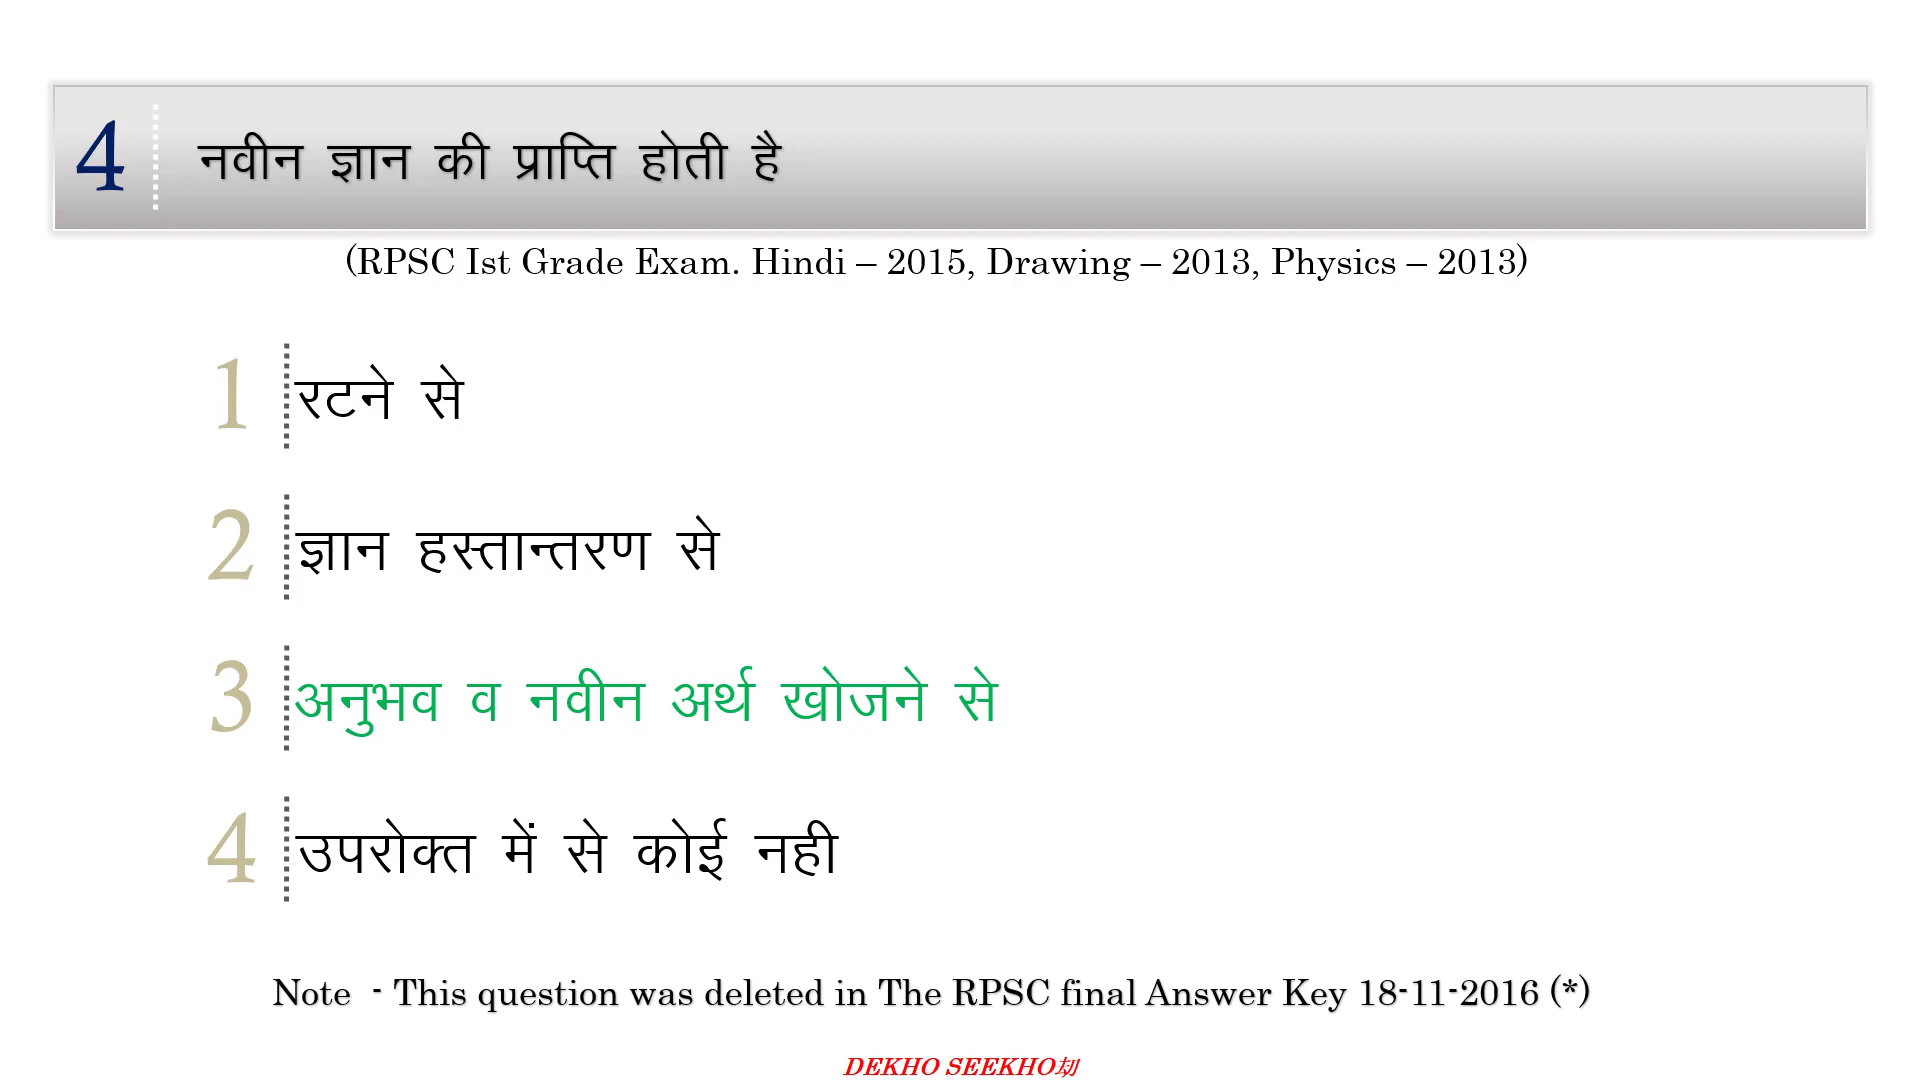 4 नवीन ज्ञान की प्राप्ति होती है
(RPSC Ist Grade Exam. Hindi – 2015, Drawing – 2013, Physics – 2013)
1 रटने से
2 ज्ञान हस्तान्तरण से
3 अनुभव व नवीन अर्थ खोजने से
4 उपरोक्त में से कोई नही
Note - This question was deleted in The RPSC final Answer Key 18-11-2016 (*)
DEKHO SEEKHO